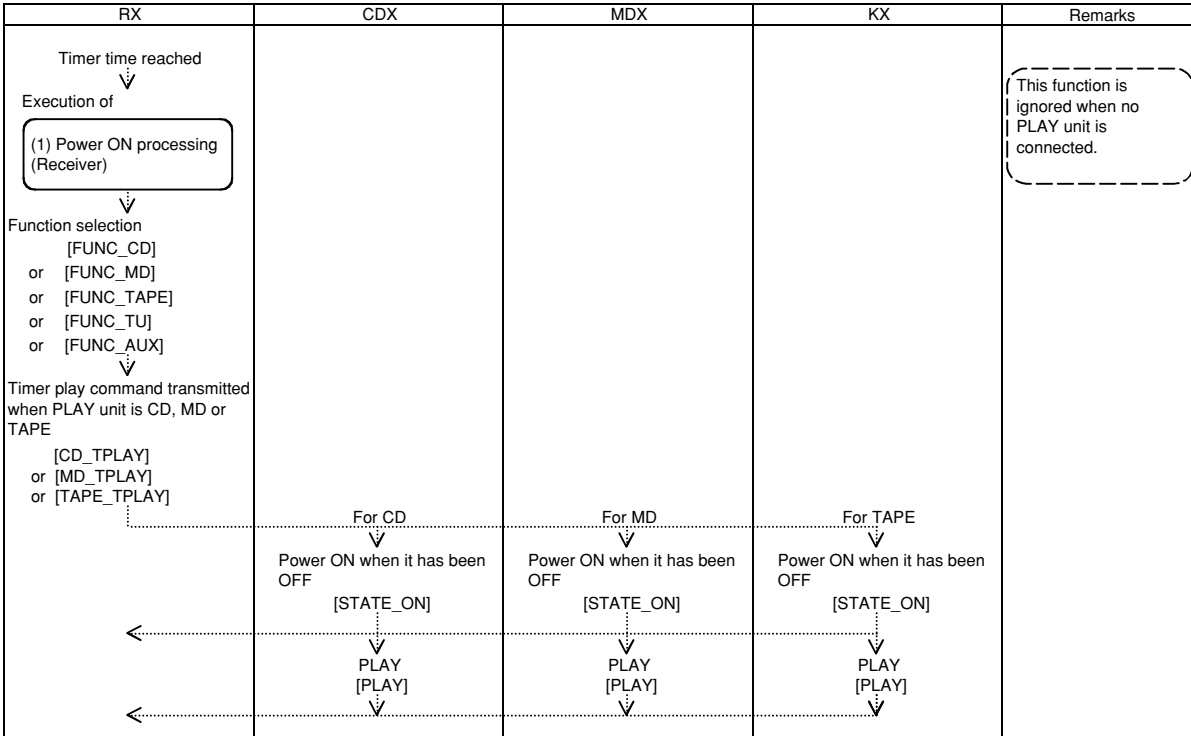 RX
CDX
MDX
KX
Remarks
Timer time reached
Execution of
(1) Power ON processing
(Receiver)
Function selection
[FUNC_CD]
or [FUNC_MD]
or [FUNC_TAPE]
or [FUNC_TU]
or [FUNC_AUX]
Timer play command transmitted
when PLAY unit is CD, MD or
TAPE
[CD_TPLAY]
or [MD_TPLAY]
or [TAPE_TPLAY]
For CD
Power ON when it has been
OFF
[STATE_ON]
PLAY
[PLAY]
For MD
Power ON when it has been
OFF
[STATE_ON]
PLAY
[PLAY]
For TAPE
Power ON when it has been
OFF
[STATE_ON]
PLAY
[PLAY]
This function is
ignored when no
PLAY unit is
connected.